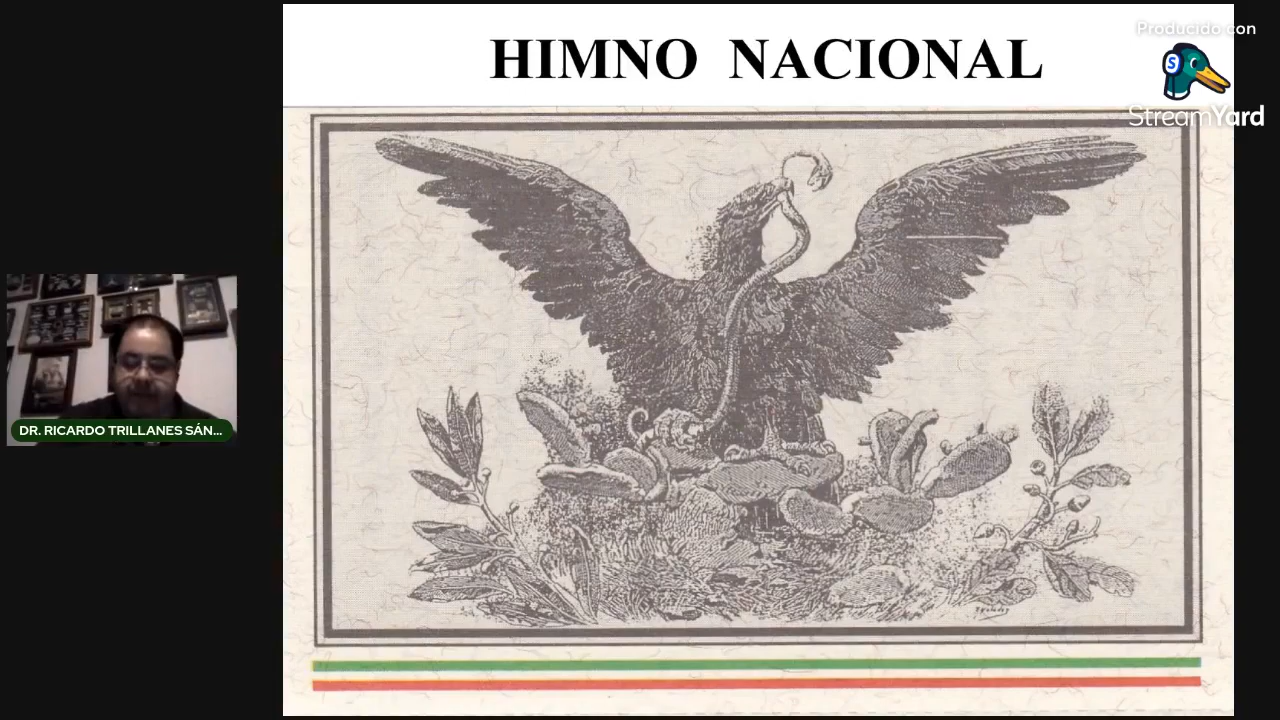 HIMNO NACIONAL
Producido con
S
StreamYard
DR. RICARDO TRILLANES SÁN...